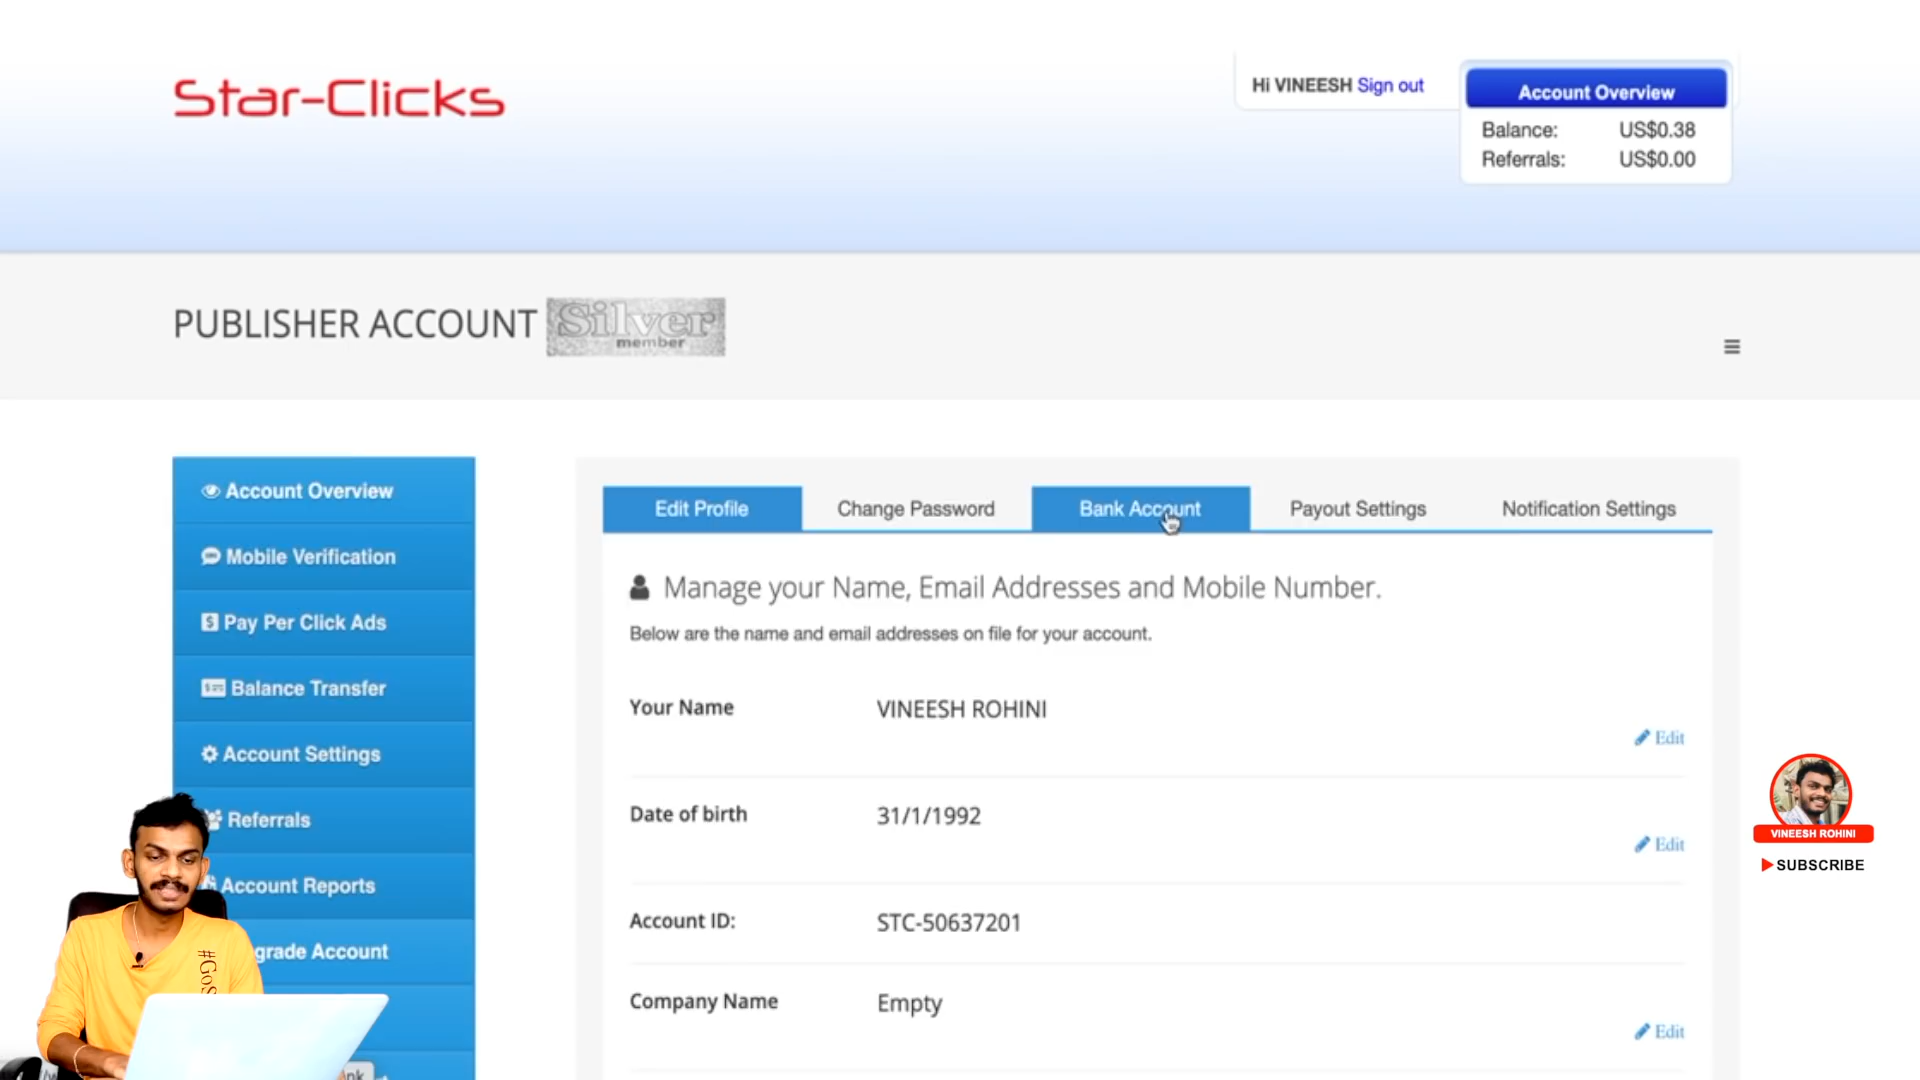 Star-Clicks
Hi VINEESH Sign out
Account Overview
Balance: US$0.38
Referrals: US$0.00
PUBLISHER ACCOUNT
Silver
member
Account Overview
Mobile Verification
Pay Per Click Ads
Balance Transfer
Account Settings
Referrals
Account Reports
grade Account
Edit Profile
Change Password
Bank Account
Payout Settings
Notification Settings
Manage your Name, Email Addresses and Mobile Number.
Below are the name and email addresses on file for your account.
Your Name VINEESH ROHINI
Edit
Date of birth 31/1/1992
Edit
Account ID: STC-50637201
Company Name Empty
Edit
VINEESH ROHINI
SUBSCRIBE